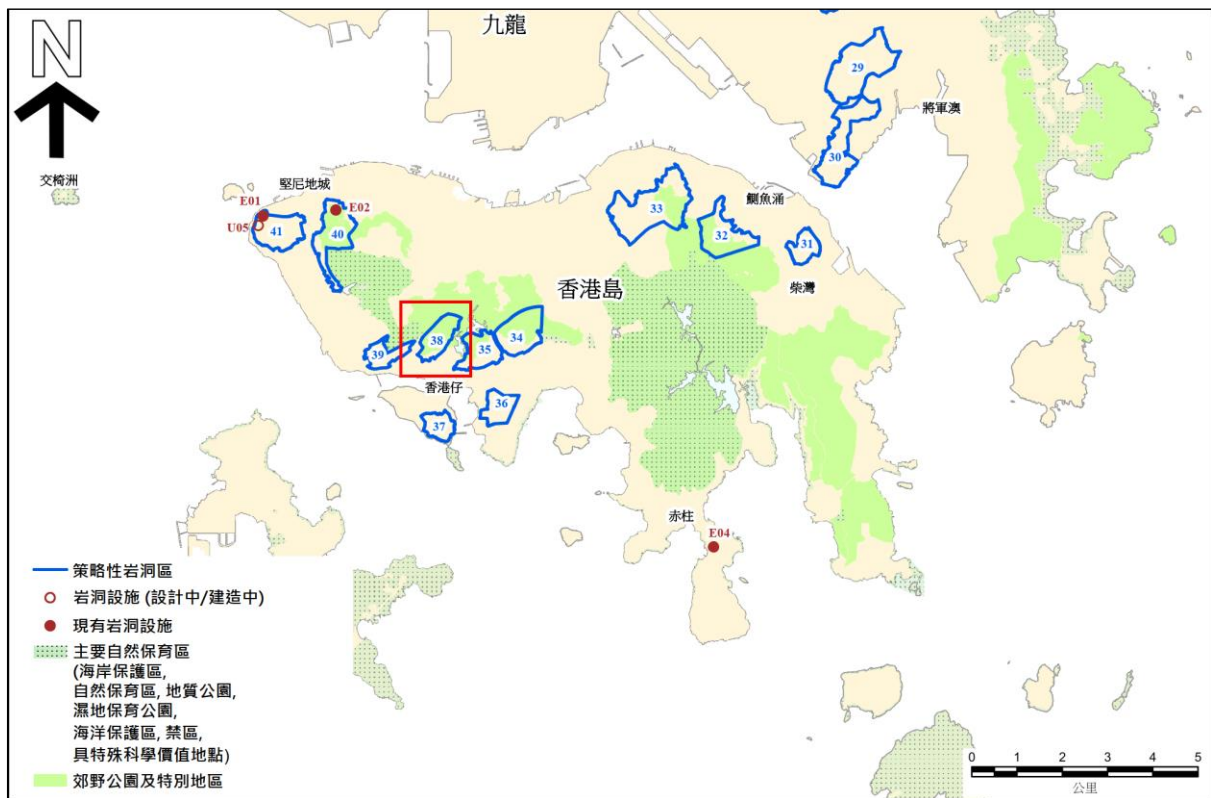 N
九龍
29
將軍澳
30
交椅洲
堅尼地城
E01
E02
鰂魚涌
U05
41
40
33
32
31
香港島
柴灣
38
34
35
39
香港仔
36
37
赤柱
E04
策略性岩洞區
岩洞設施 (設計中/建造中)
現有岩洞設施
主要自然保育區
(海岸保護區,
自然保育區, 地質公園,
濕地保育公園,
海洋保護區, 禁區,
具特殊科學價值地點)
郊野公園及特別地區
0 1 2 3 4 5
公里